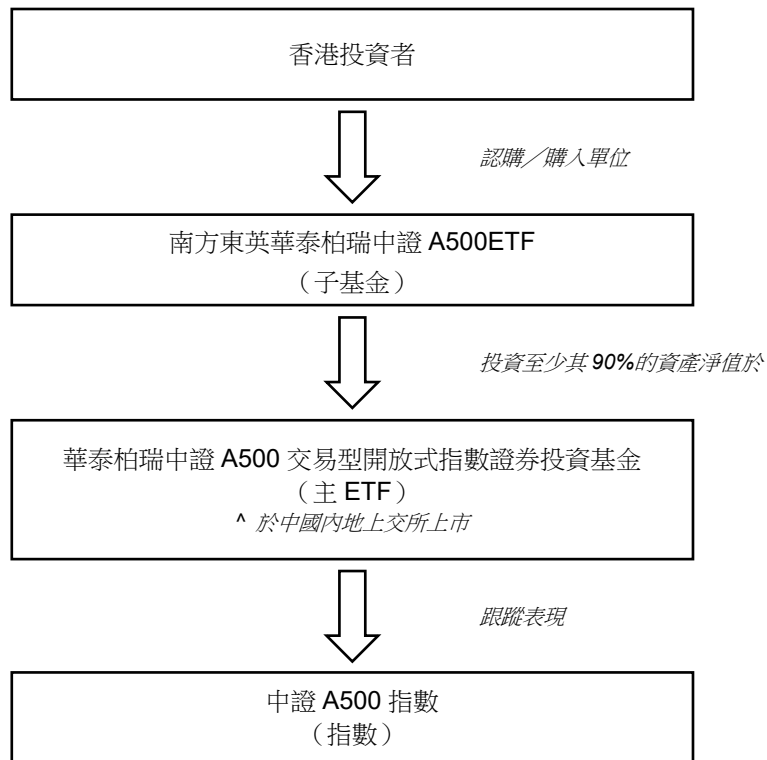 香港投資者
認購／購入單位
南方東英華泰柏瑞中證 A500ETF
（子基金）
投資至少其 90%的資產淨值於
華泰柏瑞中證 A500 交易型開放式指數證券投資基金
（主 ETF）
^ 於中國內地上交所上市
跟蹤表現
中證 A500 指數
（指數）